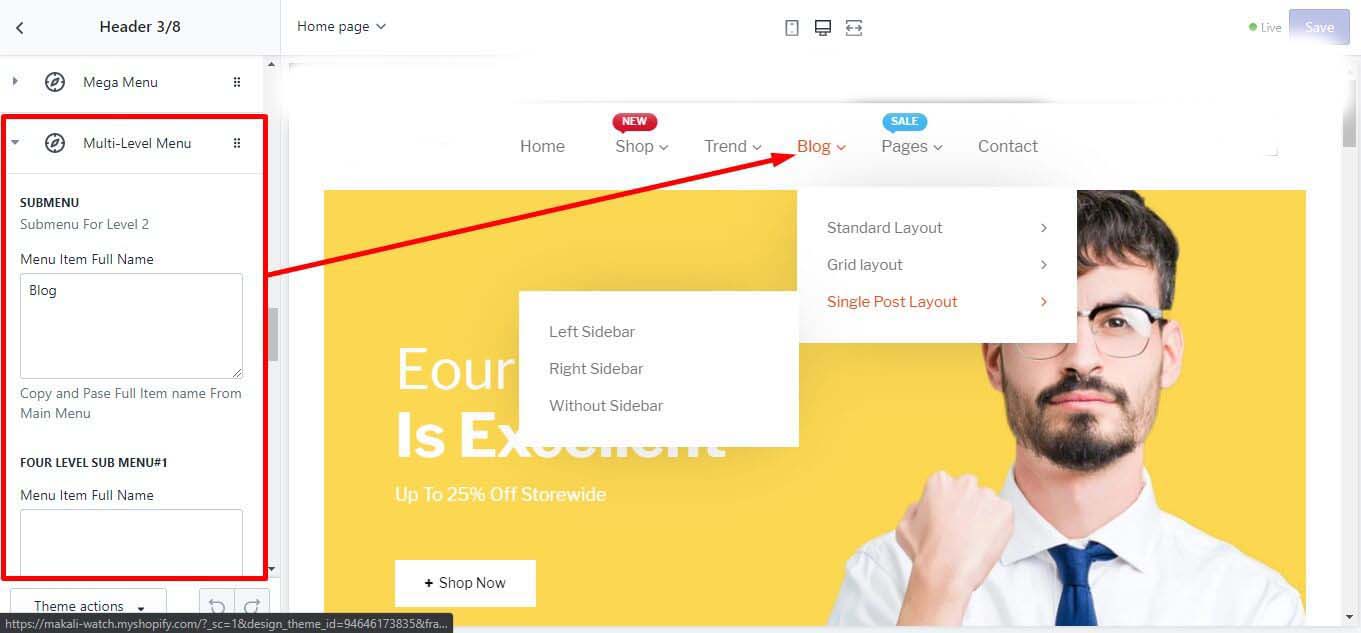 Header 3/8
Home page
Live
Save
Mega Menu
Multi-Level Menu
SUBMENU
Submenu For Level 2
Menu Item Full Name
Blog
Copy and Pase Full Item name From
Main Menu
FOUR LEVEL SUB MENU#1
Menu Item Full Name
Theme actions
https://makali-watch.myshopify.com/?_sc=1&design_theme_id=94646173835&fra...
NEW
SALE
Home Shop Trend Blog Pages Contact
Standard Layout
Grid layout
Single Post Layout
Left Sidebar
Right Sidebar
Without Sidebar
Is Excellent
Up To 25% Off Storewide
+ Shop Now